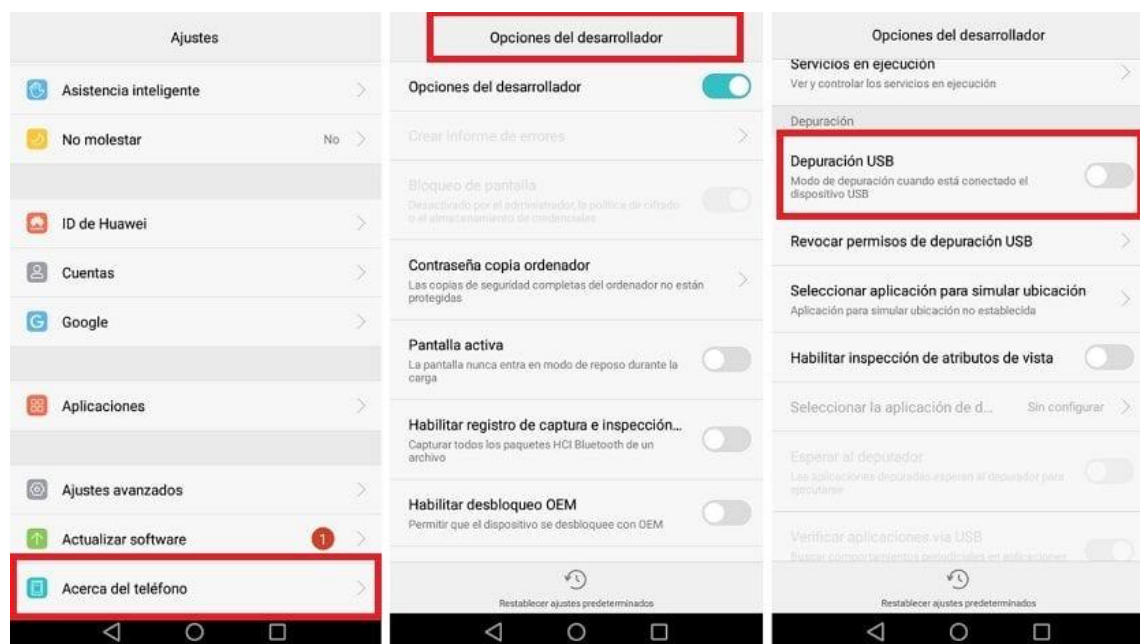 Ajustes
Asistencia inteligente
No molestar No
ID de Huawei
Cuentas
Google
Aplicaciones
Ajustes avanzados
Actualizar software 1
Acerca del teléfono
Opciones del desarrollador
Opciones del desarrollador
Crear informe de errores
Bloqueo de pantalla
Desactivado por el administrador, la política de cifrado
o el almacenamiento de credenciales
Contraseña copia ordenador
Las copias de seguridad completas del ordenador no están
protegidas
Pantalla activa
La pantalla nunca entra en modo de reposo durante la
carga
Habilitar registro de captura e inspección...
Capturar todos los paquetes HCI Bluetooth de un
archivo
Habilitar desbloqueo OEM
Permitir que el dispositivo se desbloquee con OEM
Restablecer ajustes predeterminados
Opciones del desarrollador
Servicios en ejecución
Ver y controlar los servicios en ejecución
Depuración
Depuración USB
Modo de depuración cuando está conectado el
dispositivo USB
Revocar permisos de depuración USB
Seleccionar aplicación para simular ubicación
Aplicación para simular ubicación no establecida
Habilitar inspección de atributos de vista
Seleccionar la aplicación de d... Sin configurar
Esperar al depurador
Las aplicaciones depuradas esperan al depurador para
ejecutarse
Verificar aplicaciones vía USB
Buscar comportamientos perjudiciales en aplicaciones
Restablecer ajustes predeterminados